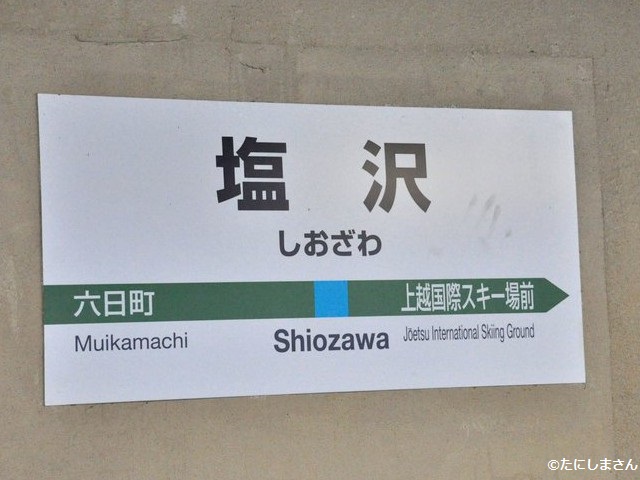 塩沢
しおざわ
六日町
上越国際スキー場前
Muikamachi
Shiozawa
Jōetsu International Skiing Ground
©たにしまさん